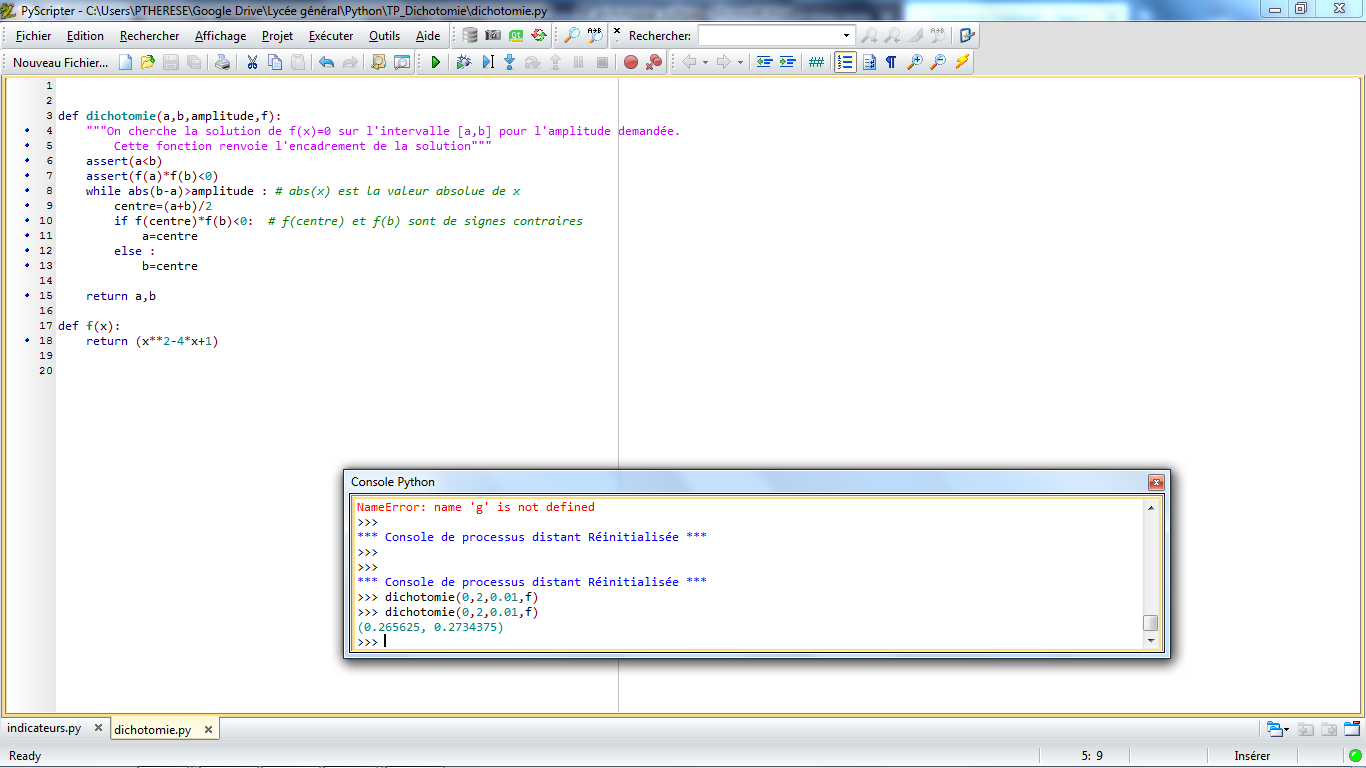 PyScripter - C:\Users\PTHERESE\Google Drive\Lycée général\Python\TP_Dichotomie\dichotomie.py
Fichier Edition Rechercher Affichage Projet Exécuter Outils Aide Rechercher:
Nouveau Fichier...
1
2
3 def dichotomie(a,b,amplitude,f):
4 """On cherche la solution de f(x)=0 sur l'intervalle [a,b] pour l'amplitude demandée.
5 Cette fonction renvoie l'encadrement de la solution"""
6 assert(a<b)
7 assert(f(a)*f(b)<0)
8 while abs(b-a)>amplitude : # abs(x) est la valeur absolue de x
9 centre=(a+b)/2
10 if f(centre)*f(b)<0: # f(centre) et f(b) sont de signes contraires
11 a=centre
12 else :
13 b=centre
14
15 return a,b
16
17 def f(x):
18 return (x**2-4*x+1)
19
20
Console Python
NameError: name 'g' is not defined
>>>
*** Console de processus distant Réinitialisée ***
>>>
>>>
*** Console de processus distant Réinitialisée ***
>>> dichotomie(0,2,0.01,f)
>>> dichotomie(0,2,0.01,f)
(0.265625, 0.2734375)
>>>
indicateurs.py dichotomie.py
Ready 5: 9 Insérer